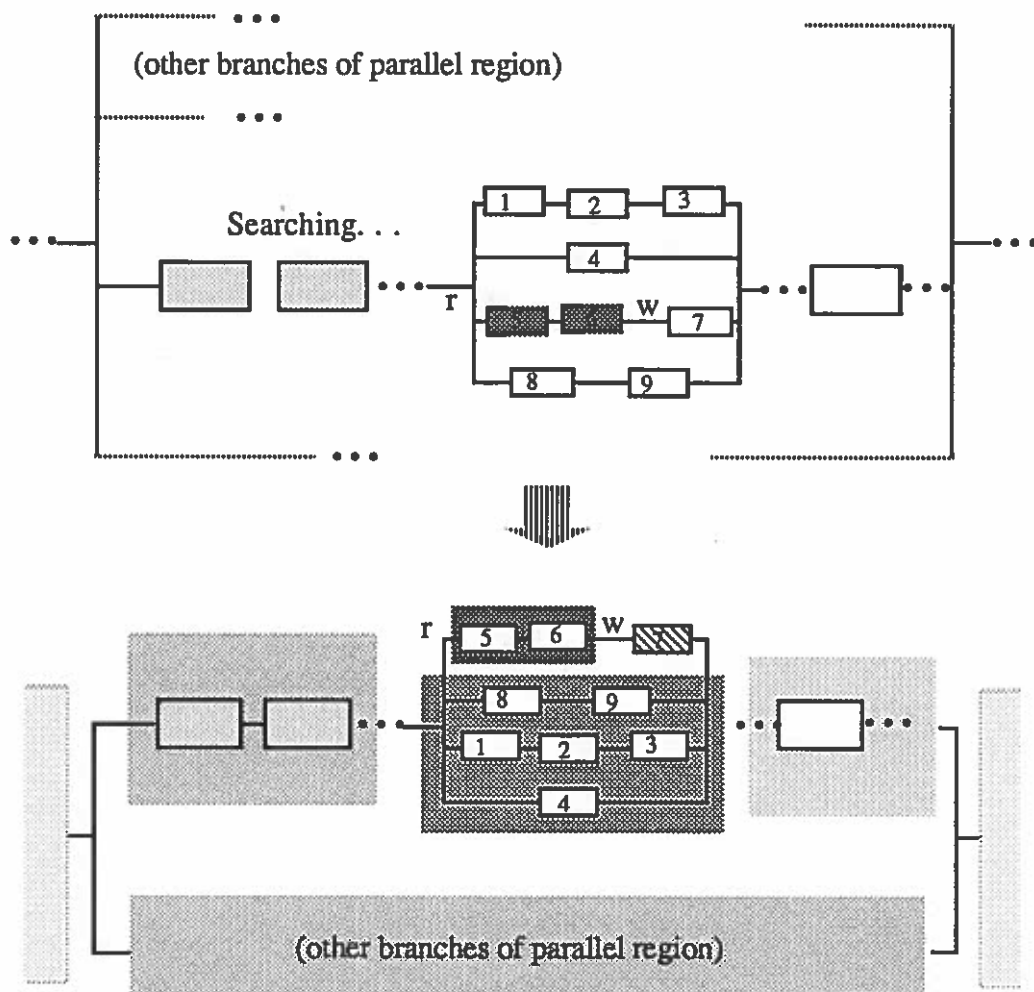 (other branches of parallel region)
Searching. . .
1 2 3
4
r
w
7
8 9
r
5 6
w
8 9
1 2 3
4
(other branches of parallel region)